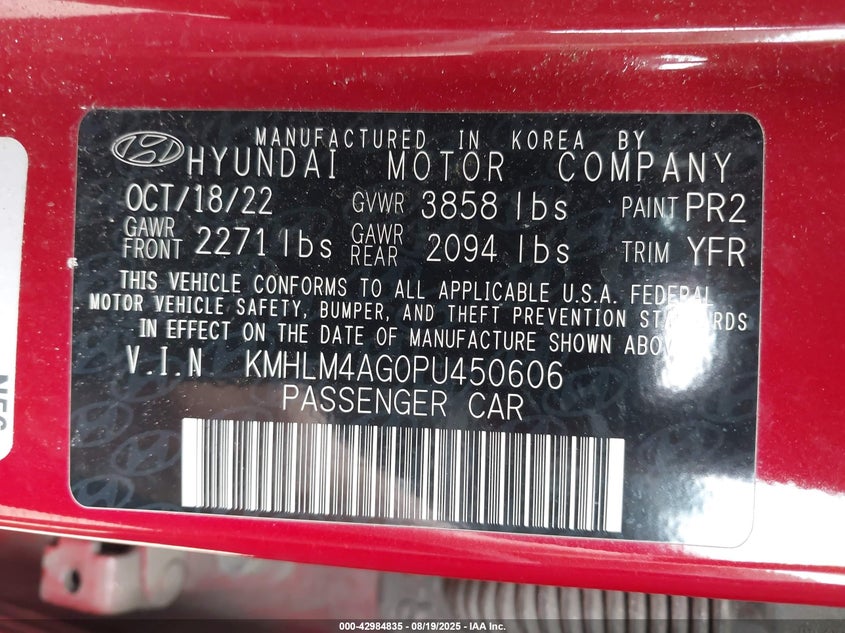 MANUFACTURED IN KOREA BY
HYUNDAI MOTOR COMPANY
OCT/18/22 GVWR 3858 lbs PAINT PR2
GAWR FRONT 2271 lbs GAWR REAR 2094 lbs TRIM YFR
THIS VEHICLE CONFORMS TO ALL APPLICABLE U.S.A. FEDERAL
MOTOR VEHICLE SAFETY, BUMPER, AND THEFT PREVENTION STANDARDS
IN EFFECT ON THE DATE OF MANUFACTURE SHOWN ABOVE.
V.I.N KMHLM4AG0PU450606
PASSENGER CAR
000-42984835 - 08/19/2025 - IAA Inc.